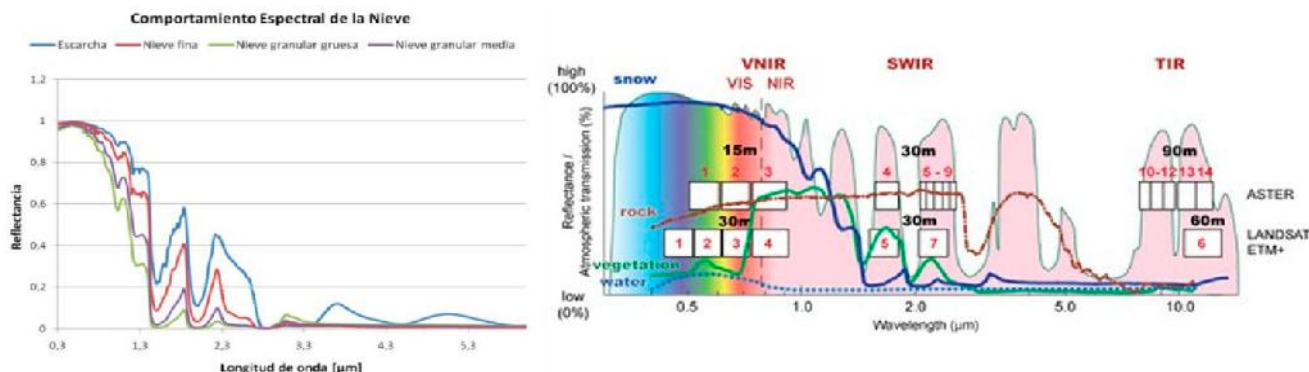 Comportamiento Espectral de la Nieve
Escarcha Nieve fina Nieve granular gruesa Nieve granular media
1,2
1
0,8
0,6
0,4
0,2
0
Reflectancia
0,3 1,3 2,3 3,3 4,3 5,3
Longitud de onda [µm]
VNIR SWIR TIR
high
(100%)
snow
VIS NIR
15m 30m 90m
1 2 3 4 5 - 9 10-12 13 14
ASTER
rock
30m 30m 60m
1 2 3 4 5 7 6
LANDSAT
ETM+
vegetation
water
low
(0%)
Reflectance /
Atmospheric transmission (%)
0.5 1.0 2.0 5.0 10.0
Wavelength (µm)